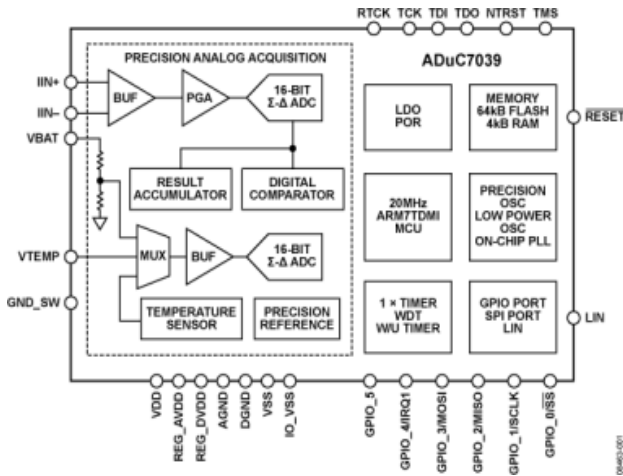 RTCK TCK TDI TDO NTRST TMS
PRECISION ANALOG ACQUISITION
ADuC7039
IIN+
IIN–
VBAT
VTEMP
GND_SW
BUF
PGA
16-BIT
Σ-Δ ADC
RESULT
ACCUMULATOR
DIGITAL
COMPARATOR
MUX
BUF
16-BIT
Σ-Δ ADC
TEMPERATURE
SENSOR
PRECISION
REFERENCE
LDO
POR
MEMORY
64kB FLASH
4kB RAM
20MHz
ARM7TDMI
MCU
PRECISION
OSC
LOW POWER
OSC
ON-CHIP PLL
1 × TIMER
WDT
W/U TIMER
GPIO PORT
SPI PORT
LIN
RESET
LIN
VDD
REG_AVDD
REG_DVDD
AGND
DGND
VSS
IO_VSS
GPIO_5
GPIO_4/IRQ1
GPIO_3/MOSI
GPIO_2/MISO
GPIO_1/SCLK
GPIO_0/SS
08463-001